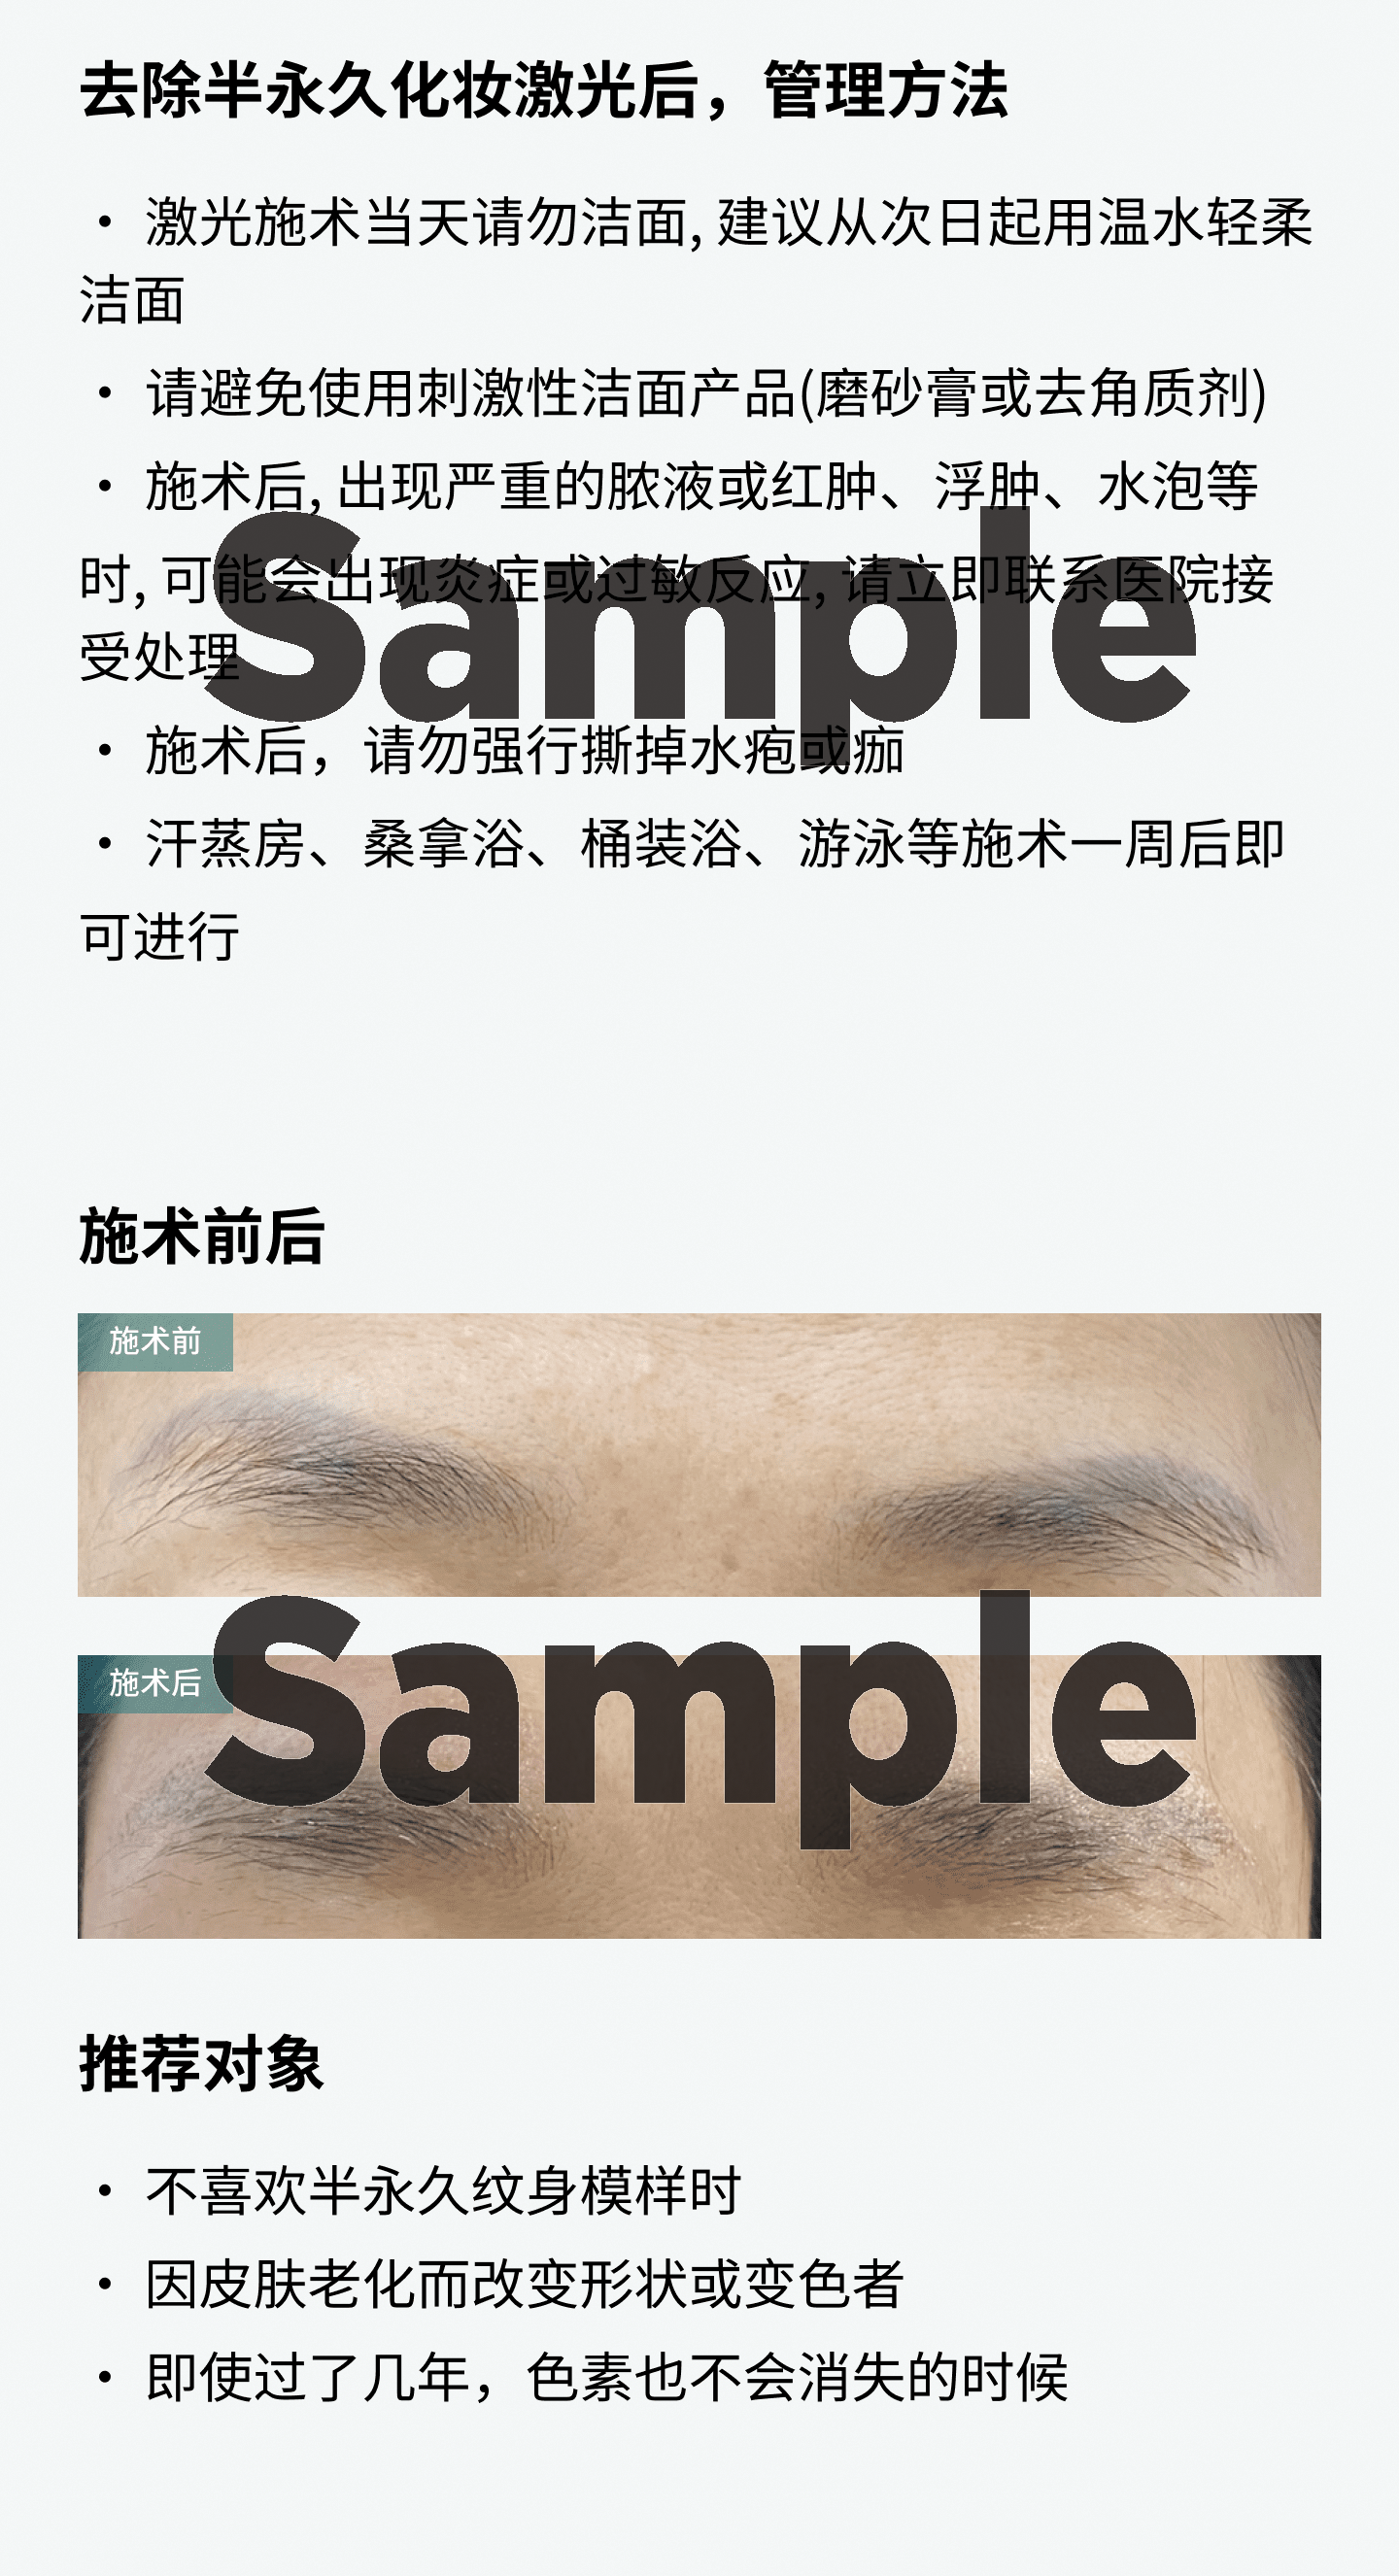 去除半永久化妆激光后，管理方法
• 激光施术当天请勿洁面, 建议从次日起用温水轻柔
洁面
• 请避免使用刺激性洁面产品(磨砂膏或去角质剂)
• 施术后, 出现严重的脓液或红肿、浮肿、水泡等
时, 可能会出现炎症或过敏反应, 请立即联系医院接
受处理
Sample
• 施术后，请勿强行撕掉水疱或痂
• 汗蒸房、桑拿浴、桶装浴、游泳等施术一周后即
可进行
施术前后
施术前
Sample
施术后
推荐对象
• 不喜欢半永久纹身模样时
• 因皮肤老化而改变形状或变色者
• 即使过了几年，色素也不会消失的时候